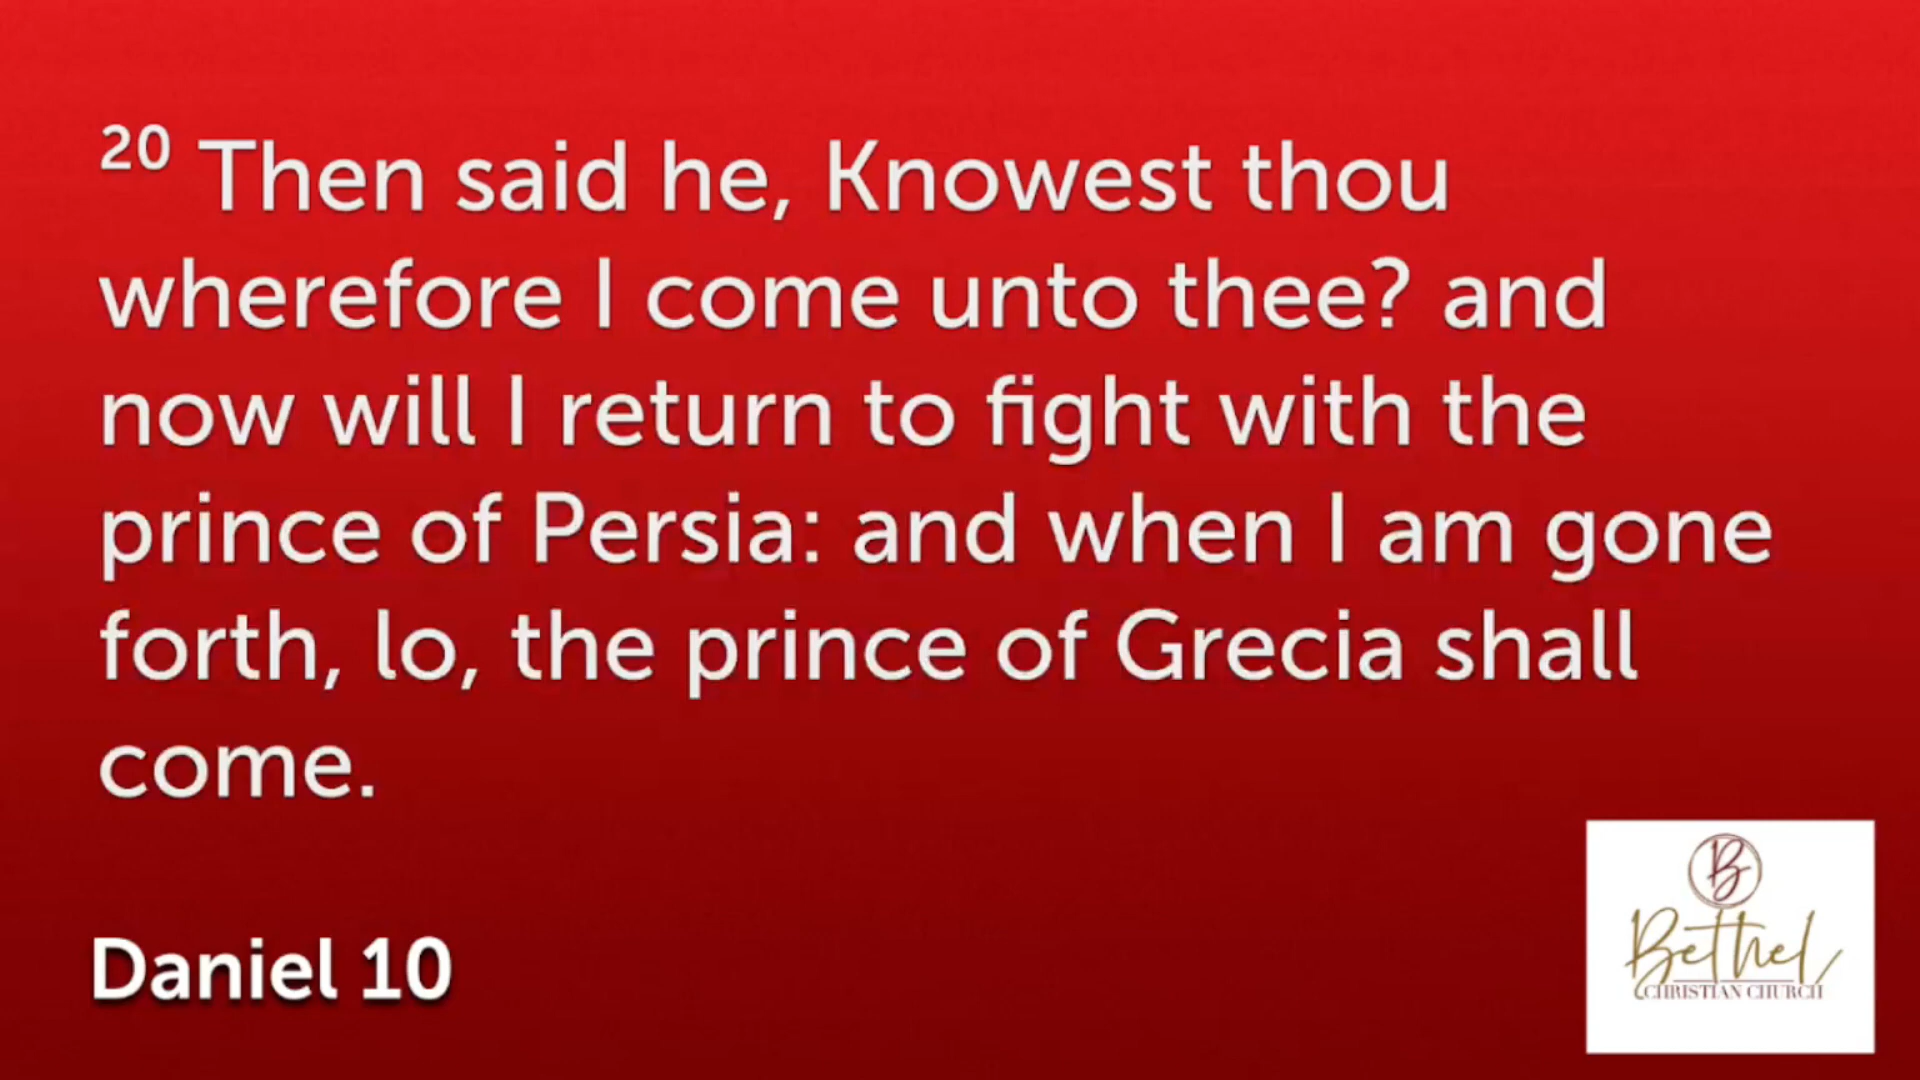 20 Then said he, Knowest thou
wherefore I come unto thee? and
now will I return to fight with the
prince of Persia: and when I am gone
forth, lo, the prince of Grecia shall
come.
Daniel 10
B
Bethel
CHRISTIAN CHURCH